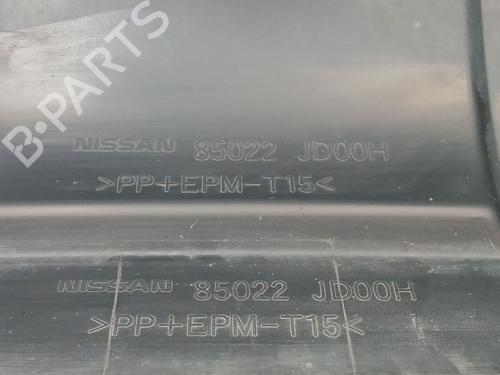 B-PARTS
NISSAN 85022 JD00H
>PP+EPM-T15<
NISSAN 85022 JD00H
>PP+EPM-T15<